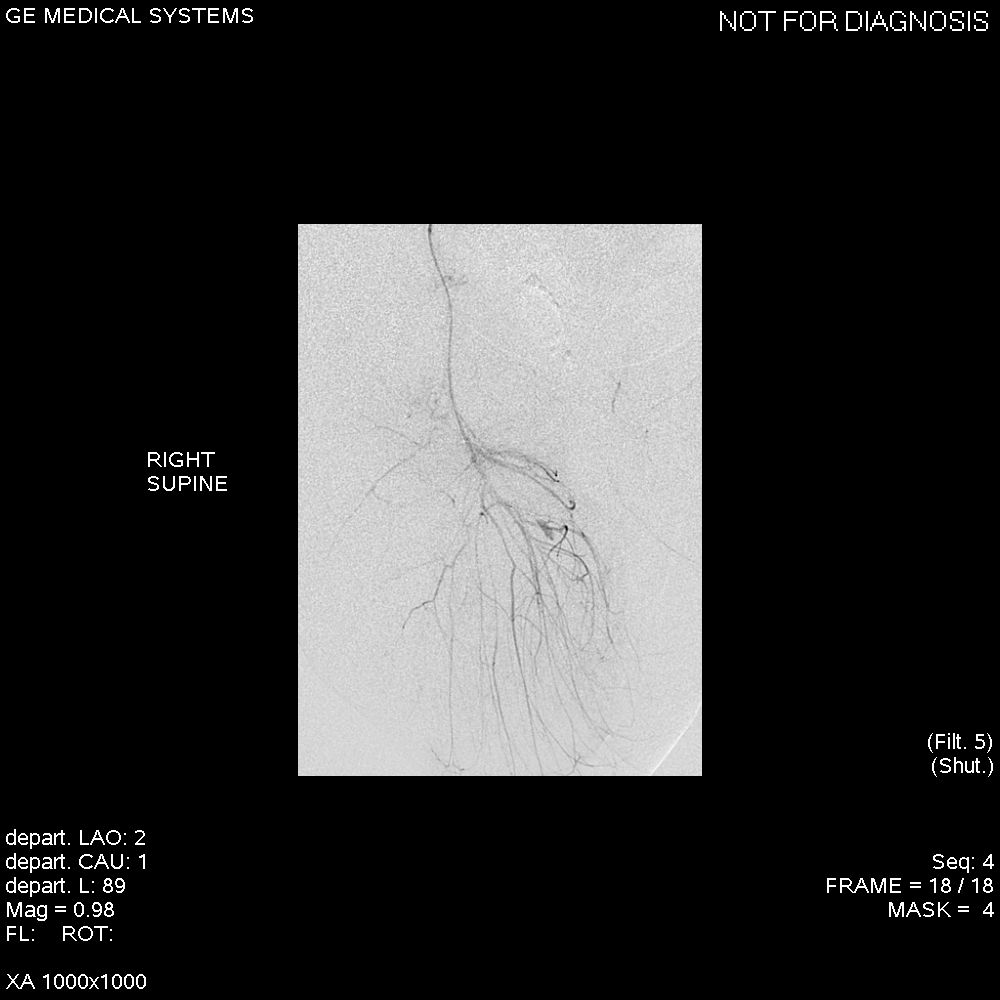 GE MEDICAL SYSTEMS
NOT FOR DIAGNOSIS
RIGHT
SUPINE
(Filt. 5)
(Shut.)
depart. LAO: 2
depart. CAU: 1
depart. L: 89
Mag = 0.98
FL: ROT:
XA 1000x1000
Seq: 4
FRAME = 18 / 18
MASK = 4